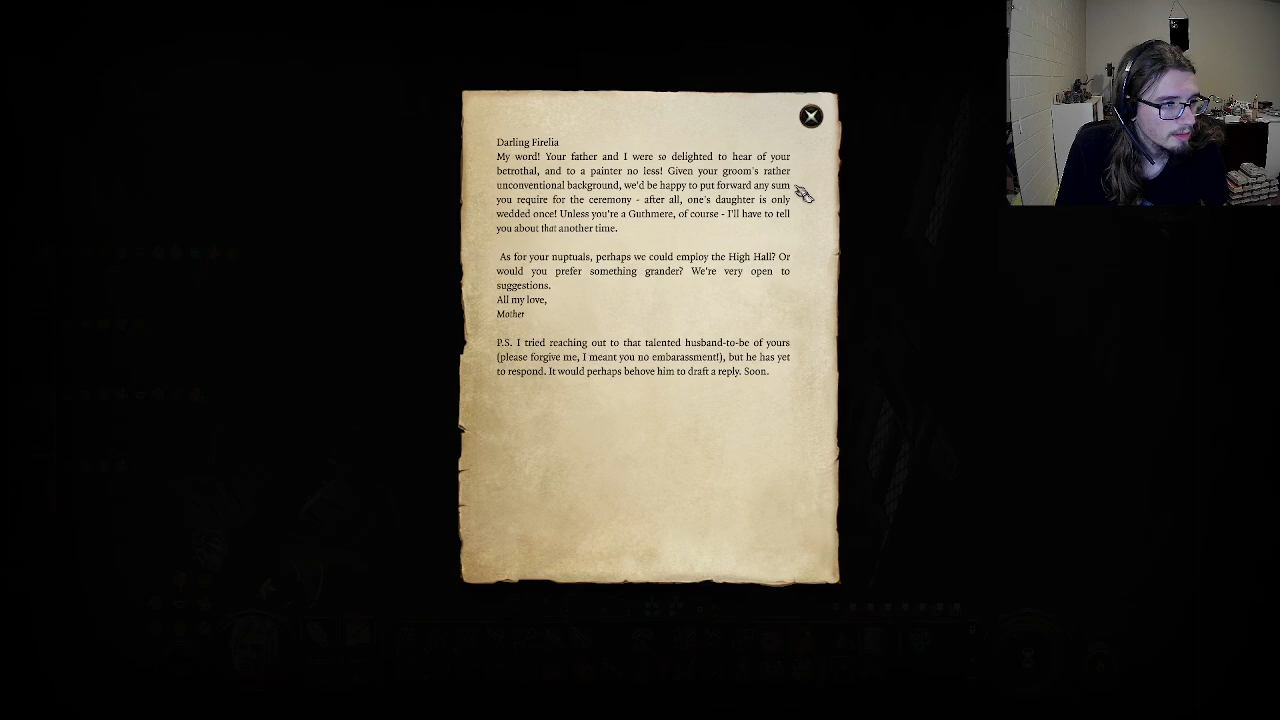 Darling Firelia
My word! Your father and I were so delighted to hear of your
betrothal, and to a painter no less! Given your groom's rather
unconventional background, we'd be happy to put forward any sum
you require for the ceremony - after all, one's daughter is only
wedded once! Unless you're a Guthmere, of course - I'll have to tell
you about that another time.
As for your nuptuals, perhaps we could employ the High Hall? Or
would you prefer something grander? We're very open to
suggestions.
All my love,
Mother
P.S. I tried reaching out to that talented husband-to-be of yours
(please forgive me, I meant you no embarassment!), but he has yet
to respond. It would perhaps behove him to draft a reply. Soon.